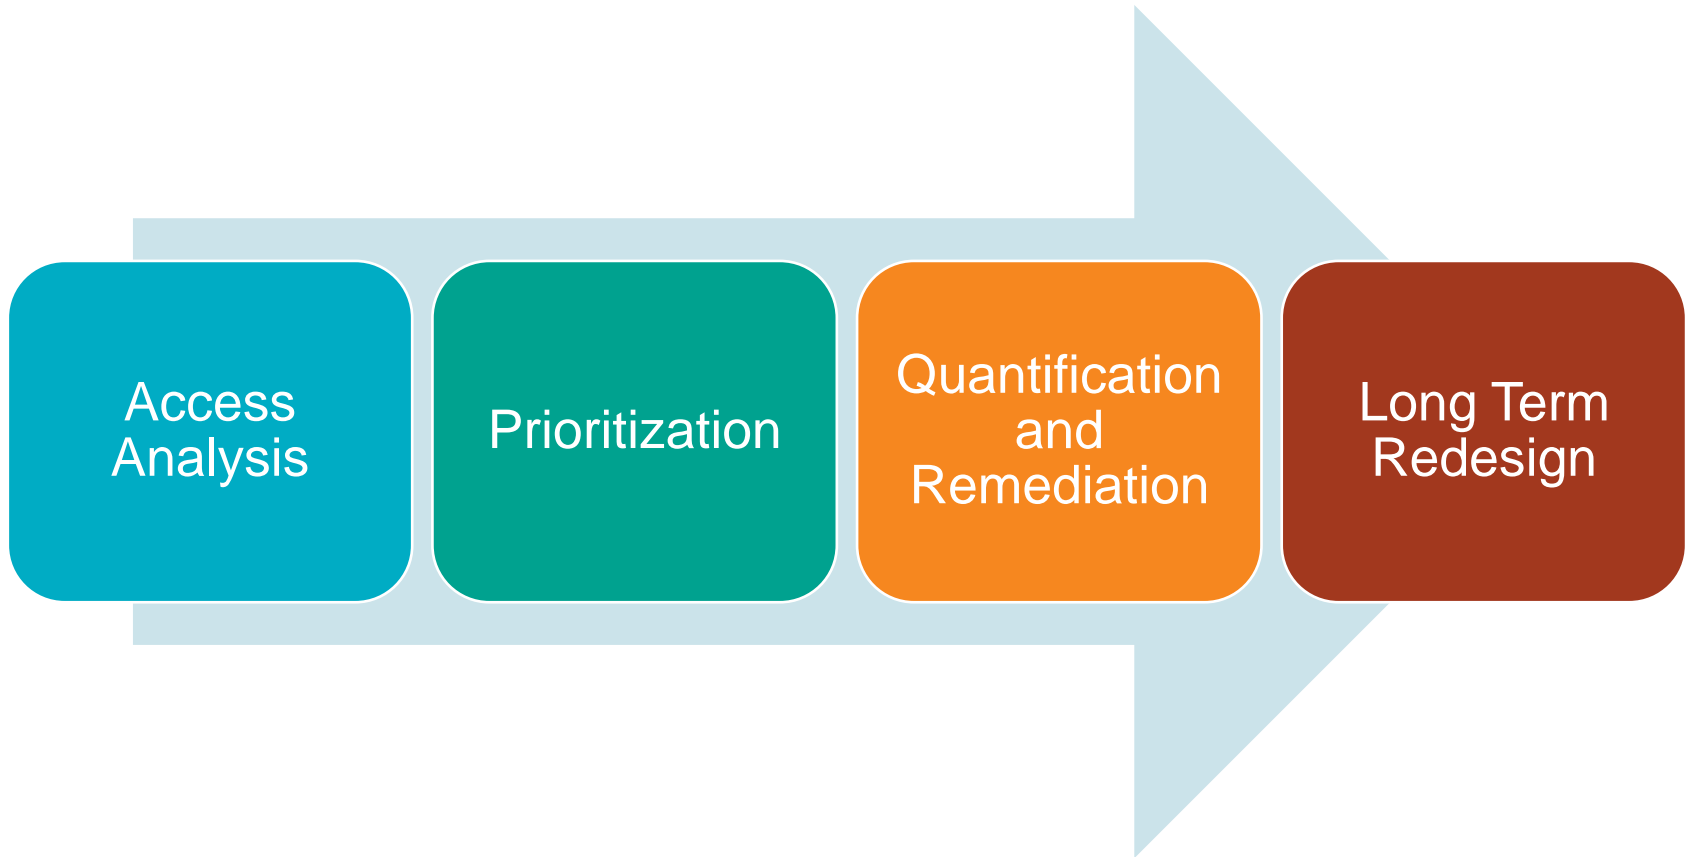 Access
Analysis
Prioritization
Quantification
and
Remediation
Long Term
Redesign